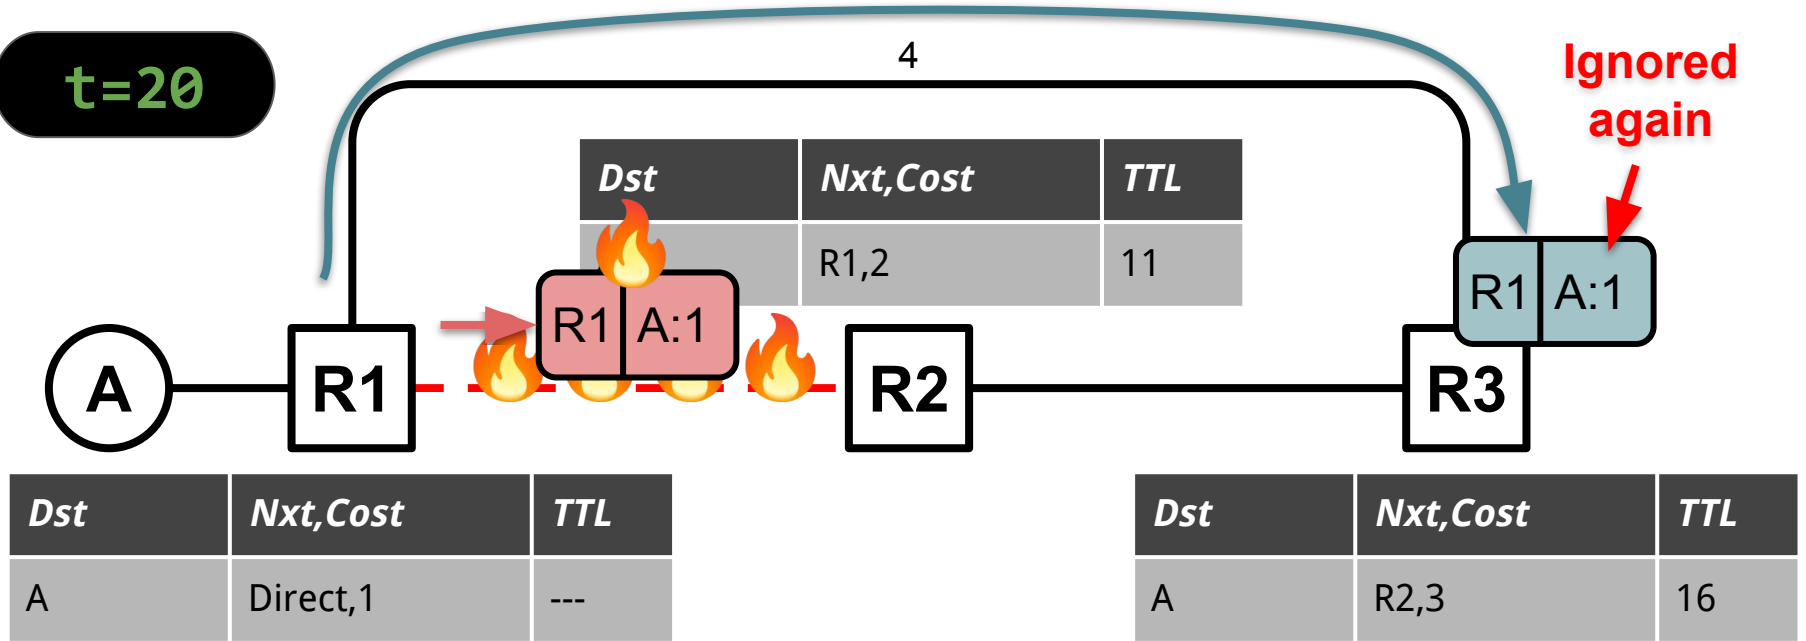 t=20
4
Ignored
again
Dst Nxt,Cost TTL
R1,2 11
R1 A:1
R1 A:1
A R1 R2 R3
Dst Nxt,Cost TTL
A Direct,1 ---
Dst Nxt,Cost TTL
A R2,3 16